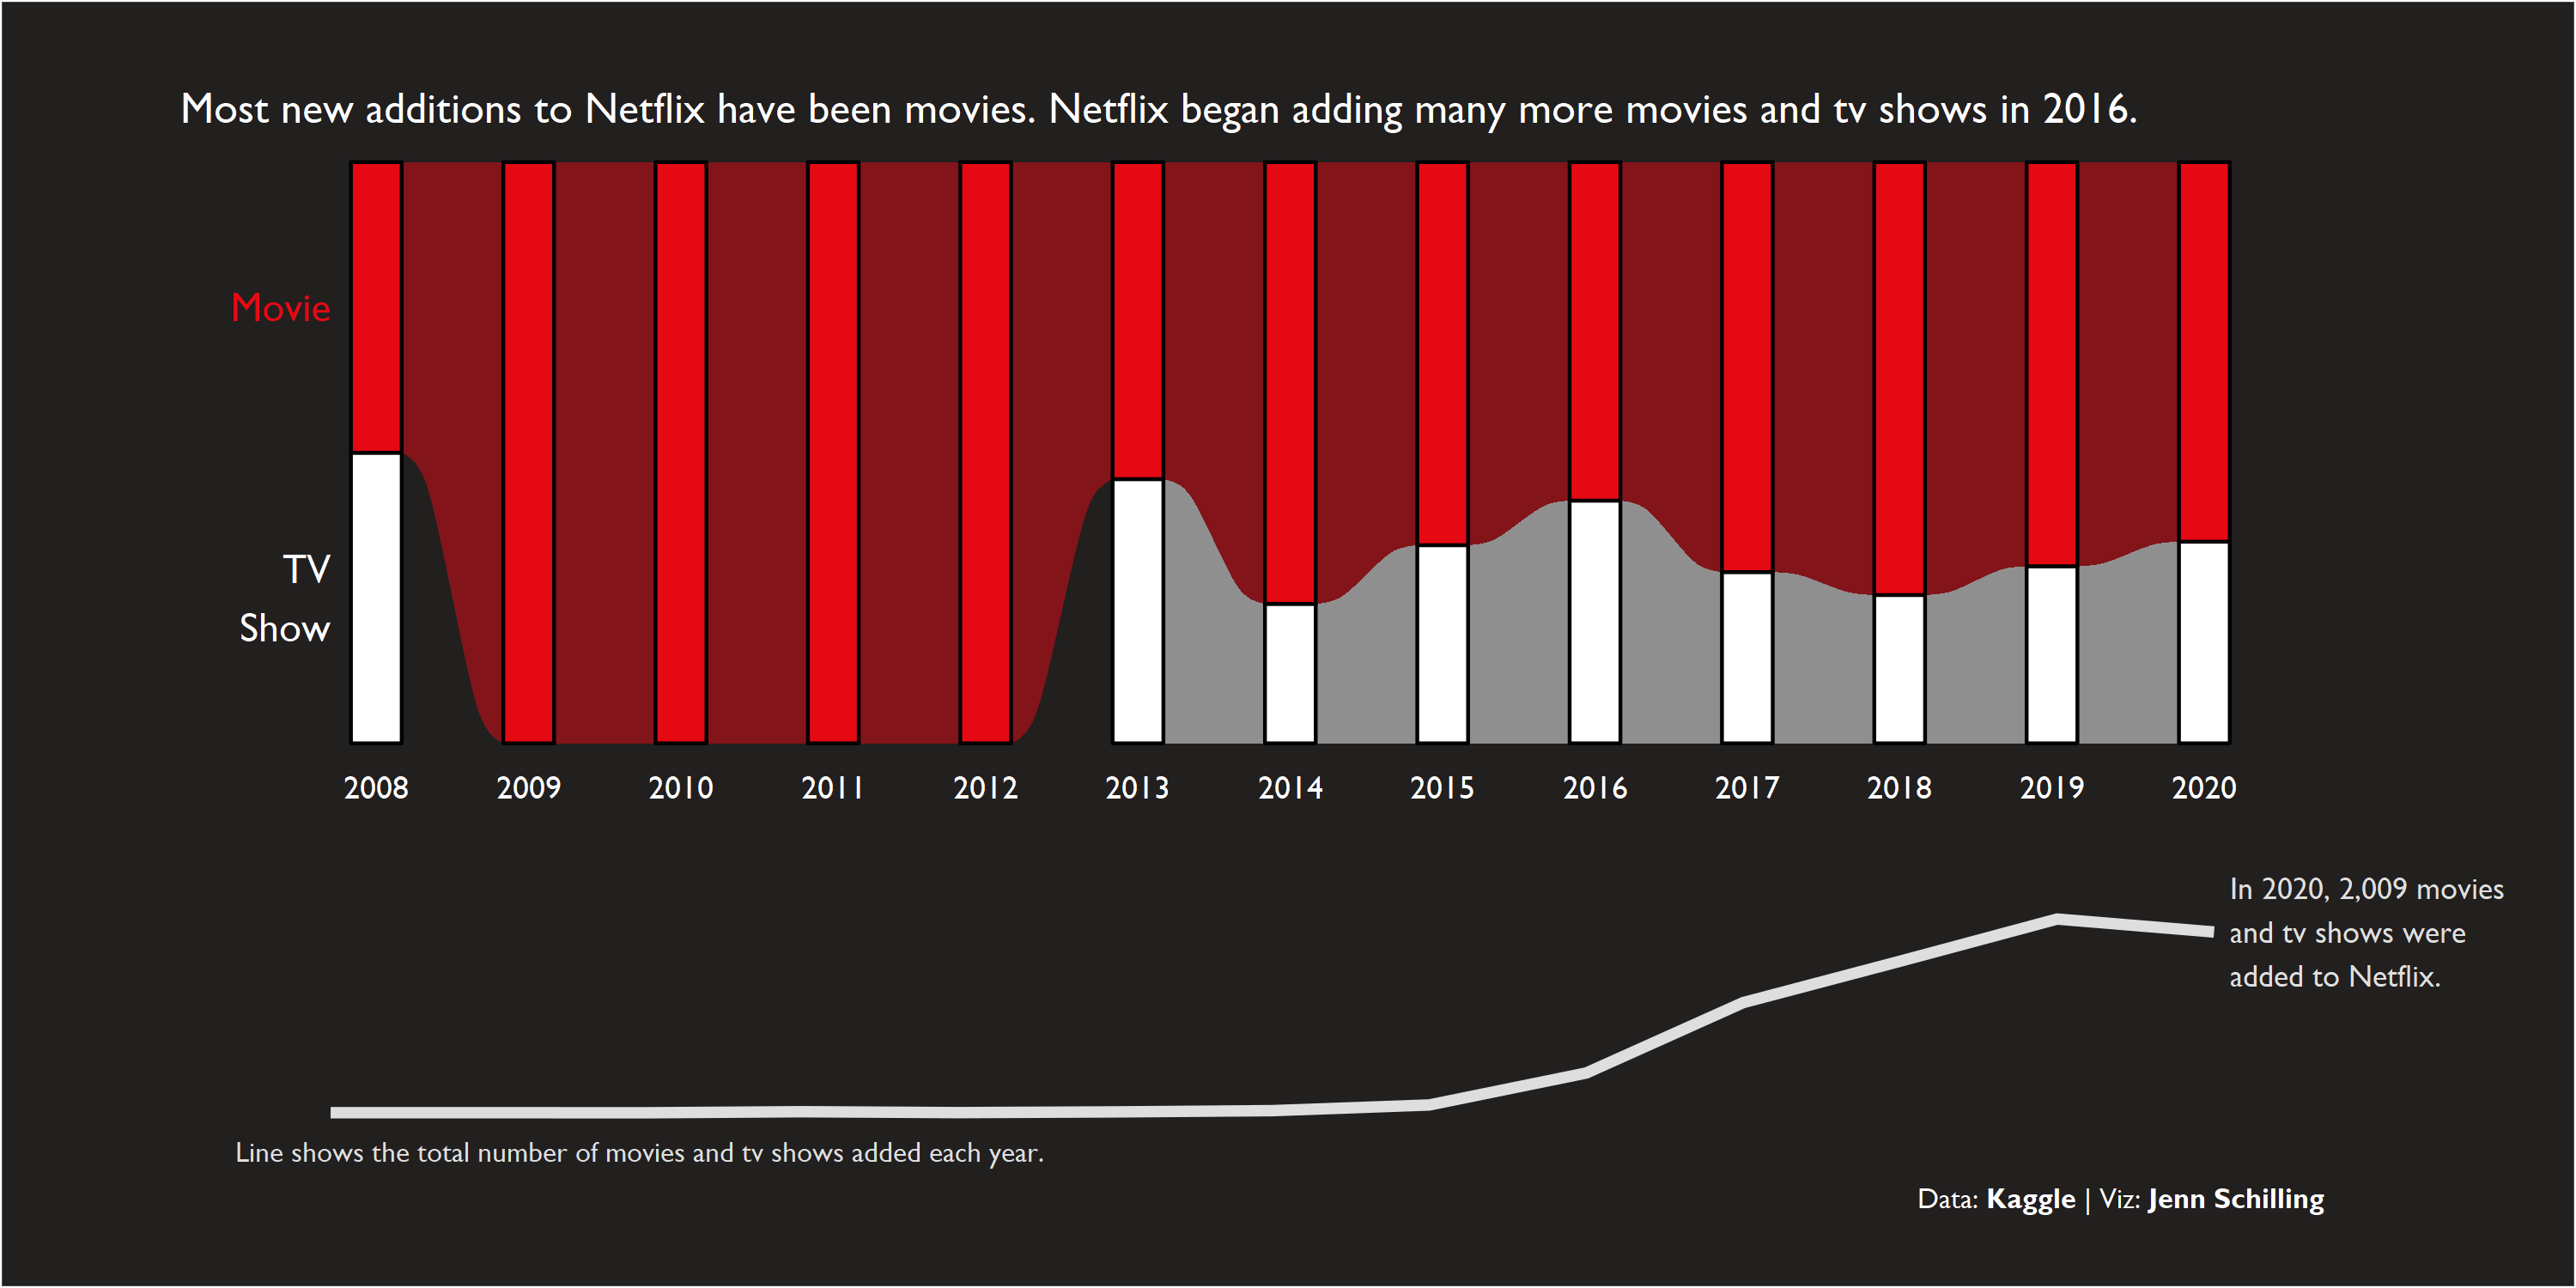 Most new additions to Netflix have been movies. Netflix began adding many more movies and tv shows in 2016.
Movie
TV
Show
2008 2009 2010 2011 2012 2013 2014 2015 2016 2017 2018 2019 2020
In 2020, 2,009 movies
and tv shows were
added to Netflix.
Line shows the total number of movies and tv shows added each year.
Data: Kaggle | Viz: Jenn Schilling